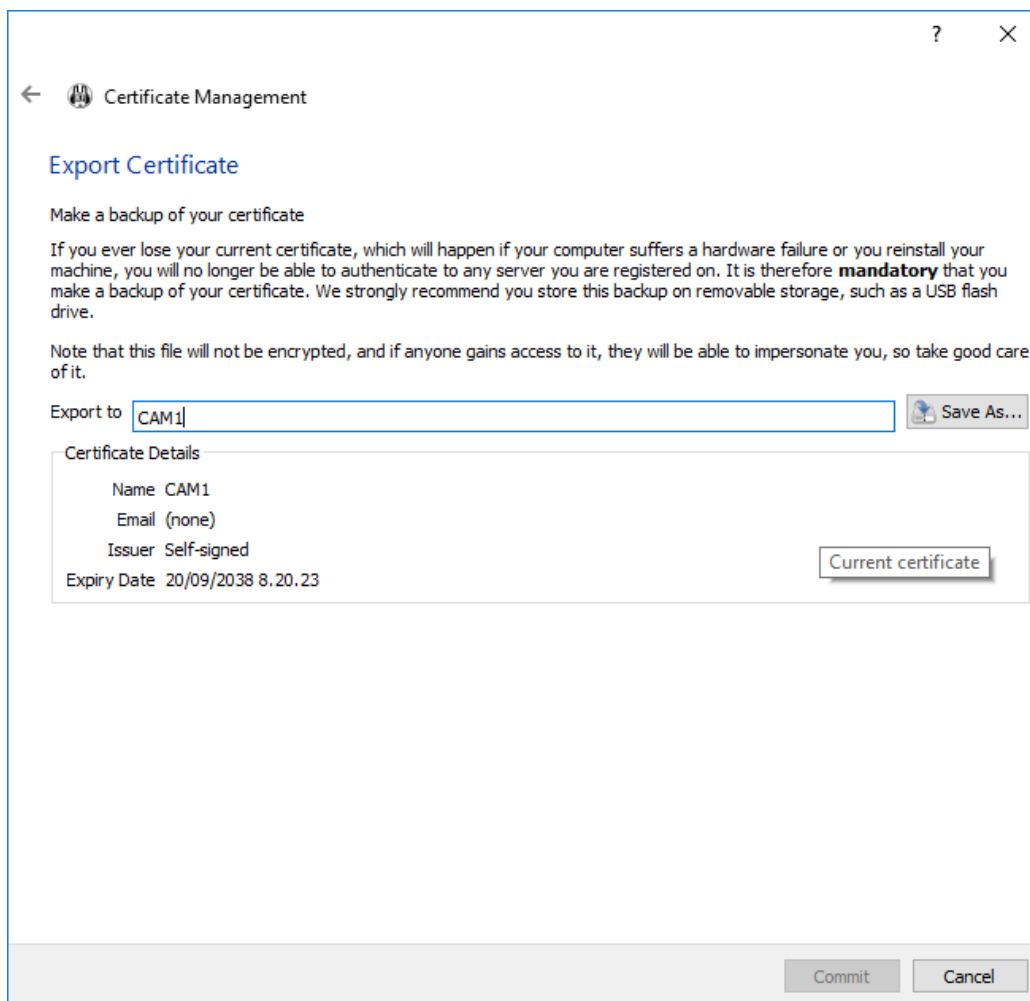 ?
Certificate Management
Export Certificate
Make a backup of your certificate
If you ever lose your current certificate, which will happen if your computer suffers a hardware failure or you reinstall your
machine, you will no longer be able to authenticate to any server you are registered on. It is therefore mandatory that you
make a backup of your certificate. We strongly recommend you store this backup on removable storage, such as a USB flash
drive.
Note that this file will not be encrypted, and if anyone gains access to it, they will be able to impersonate you, so take good care
of it.
Export to CAM1 Save As...
Certificate Details
Name CAM1
Email (none)
Issuer Self-signed
Current certificate
Expiry Date 20/09/2038 8.20.23
Commit Cancel